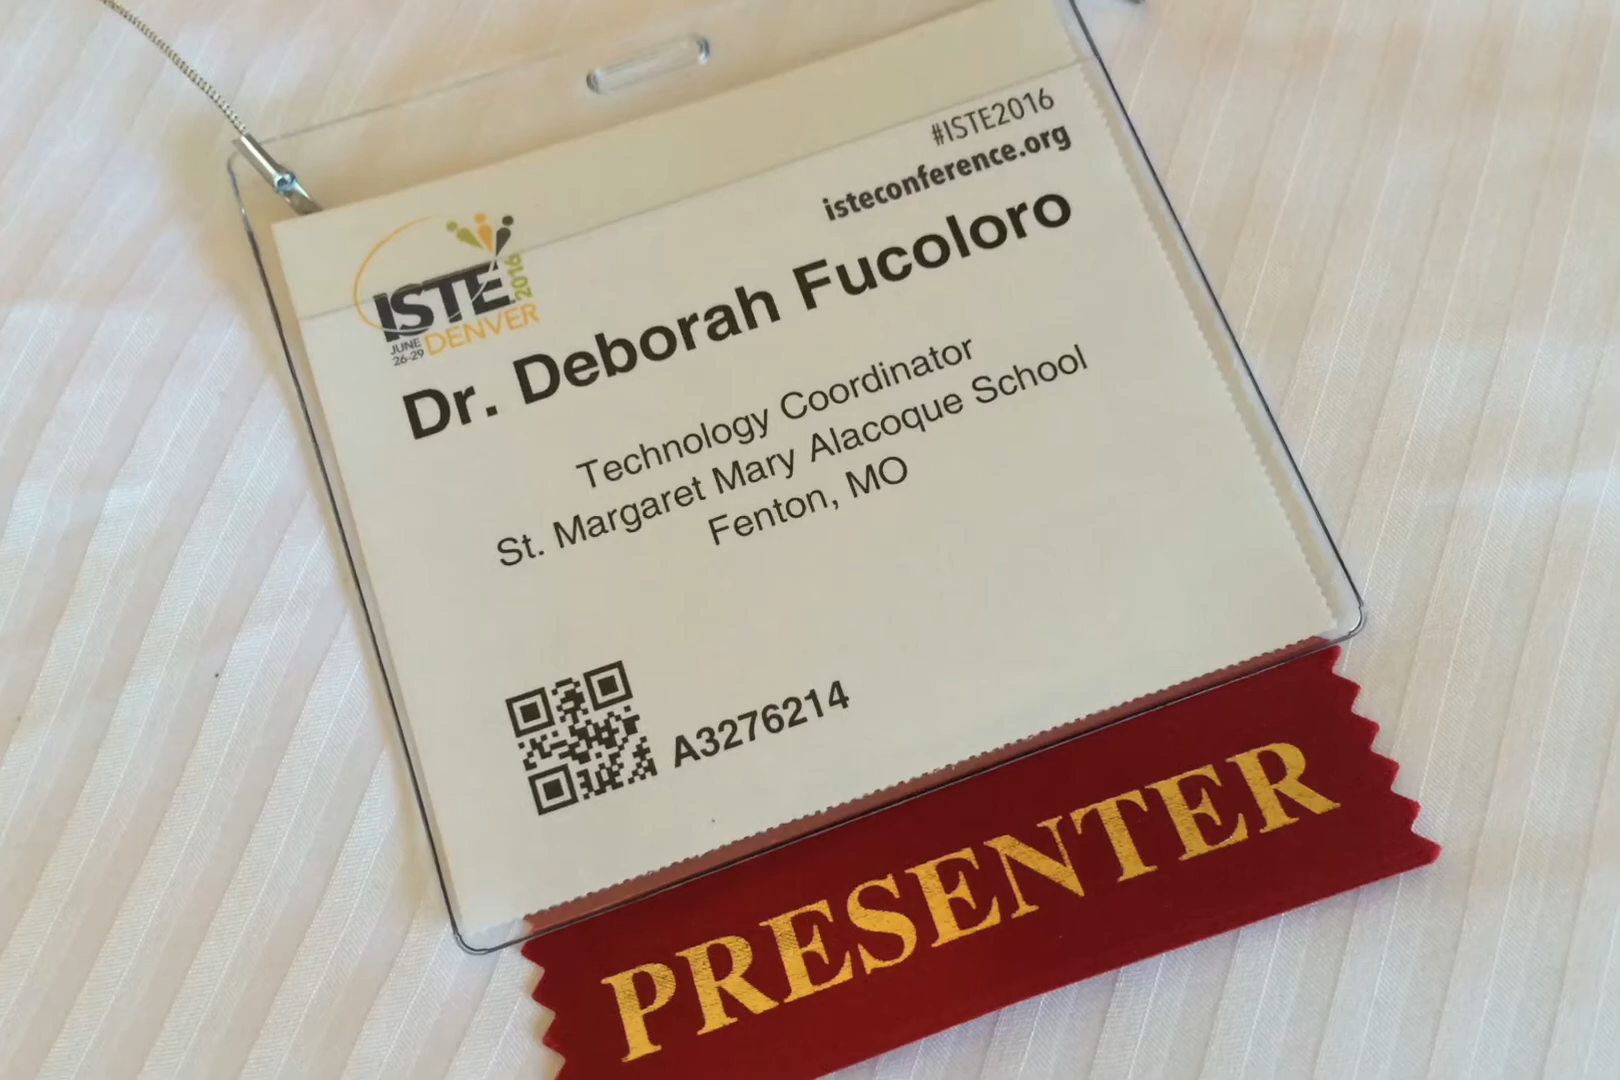 #ISTE2016
isteconference.org
ISTE 2016
DENVER
JUNE
26-29
Dr. Deborah Fucoloro
Technology Coordinator
St. Margaret Mary Alacoque School
Fenton, MO
A3276214
PRESENTER